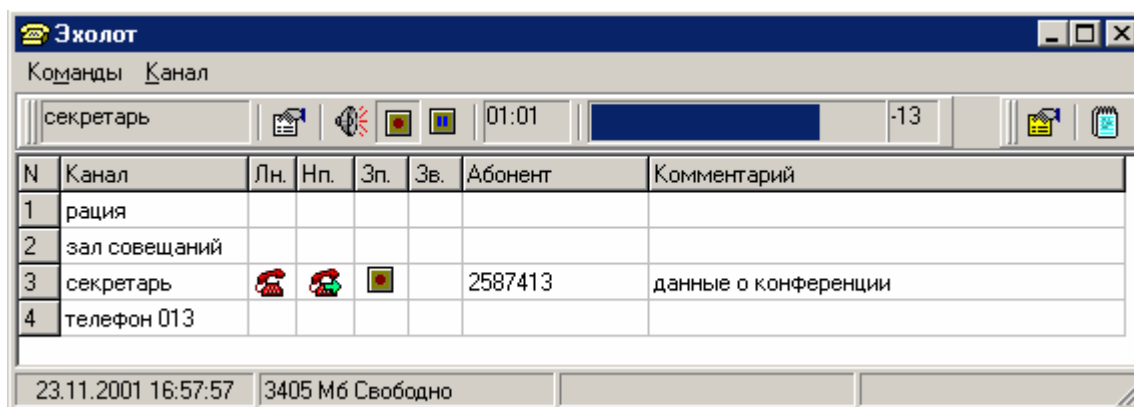 Эхолот
Команды Канал
секретарь 01:01 -13
N Канал Лн. Нп. Зп. Зв. Абонент Комментарий
1 рация
2 зал совещаний
3 секретарь 2587413 данные о конференции
4 телефон 013
23.11.2001 16:57:57 3405 Мб Свободно